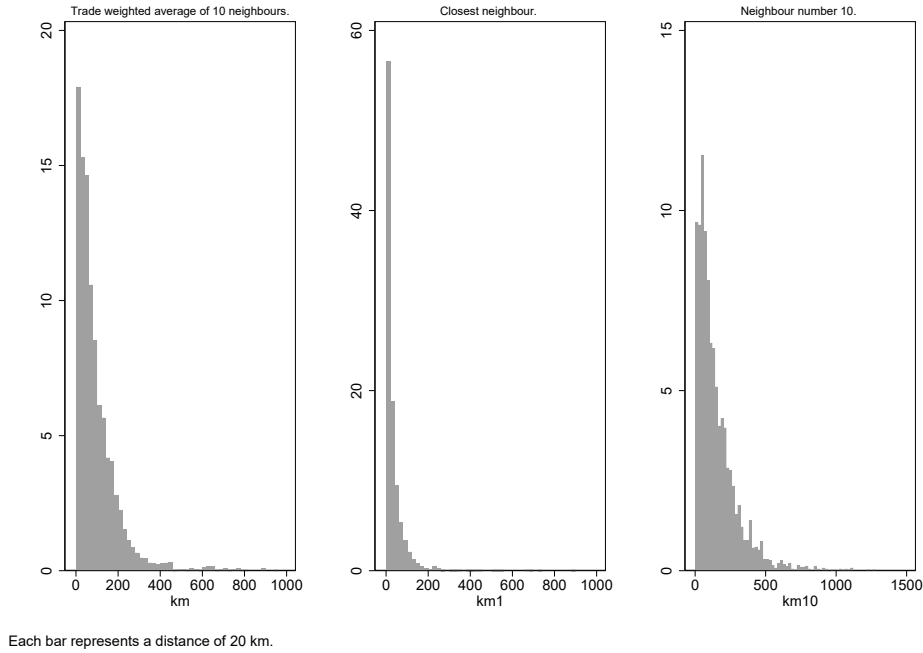 Trade weighted average of 10 neighbours.
Closest neighbour.
Neighbour number 10.
20
15
10
5
0
0 200 400 600 800 1000
km
60
40
20
0
0 200 400 600 800 1000
km1
15
10
5
0
0 500 1000 1500
km10
Each bar represents a distance of 20 km.